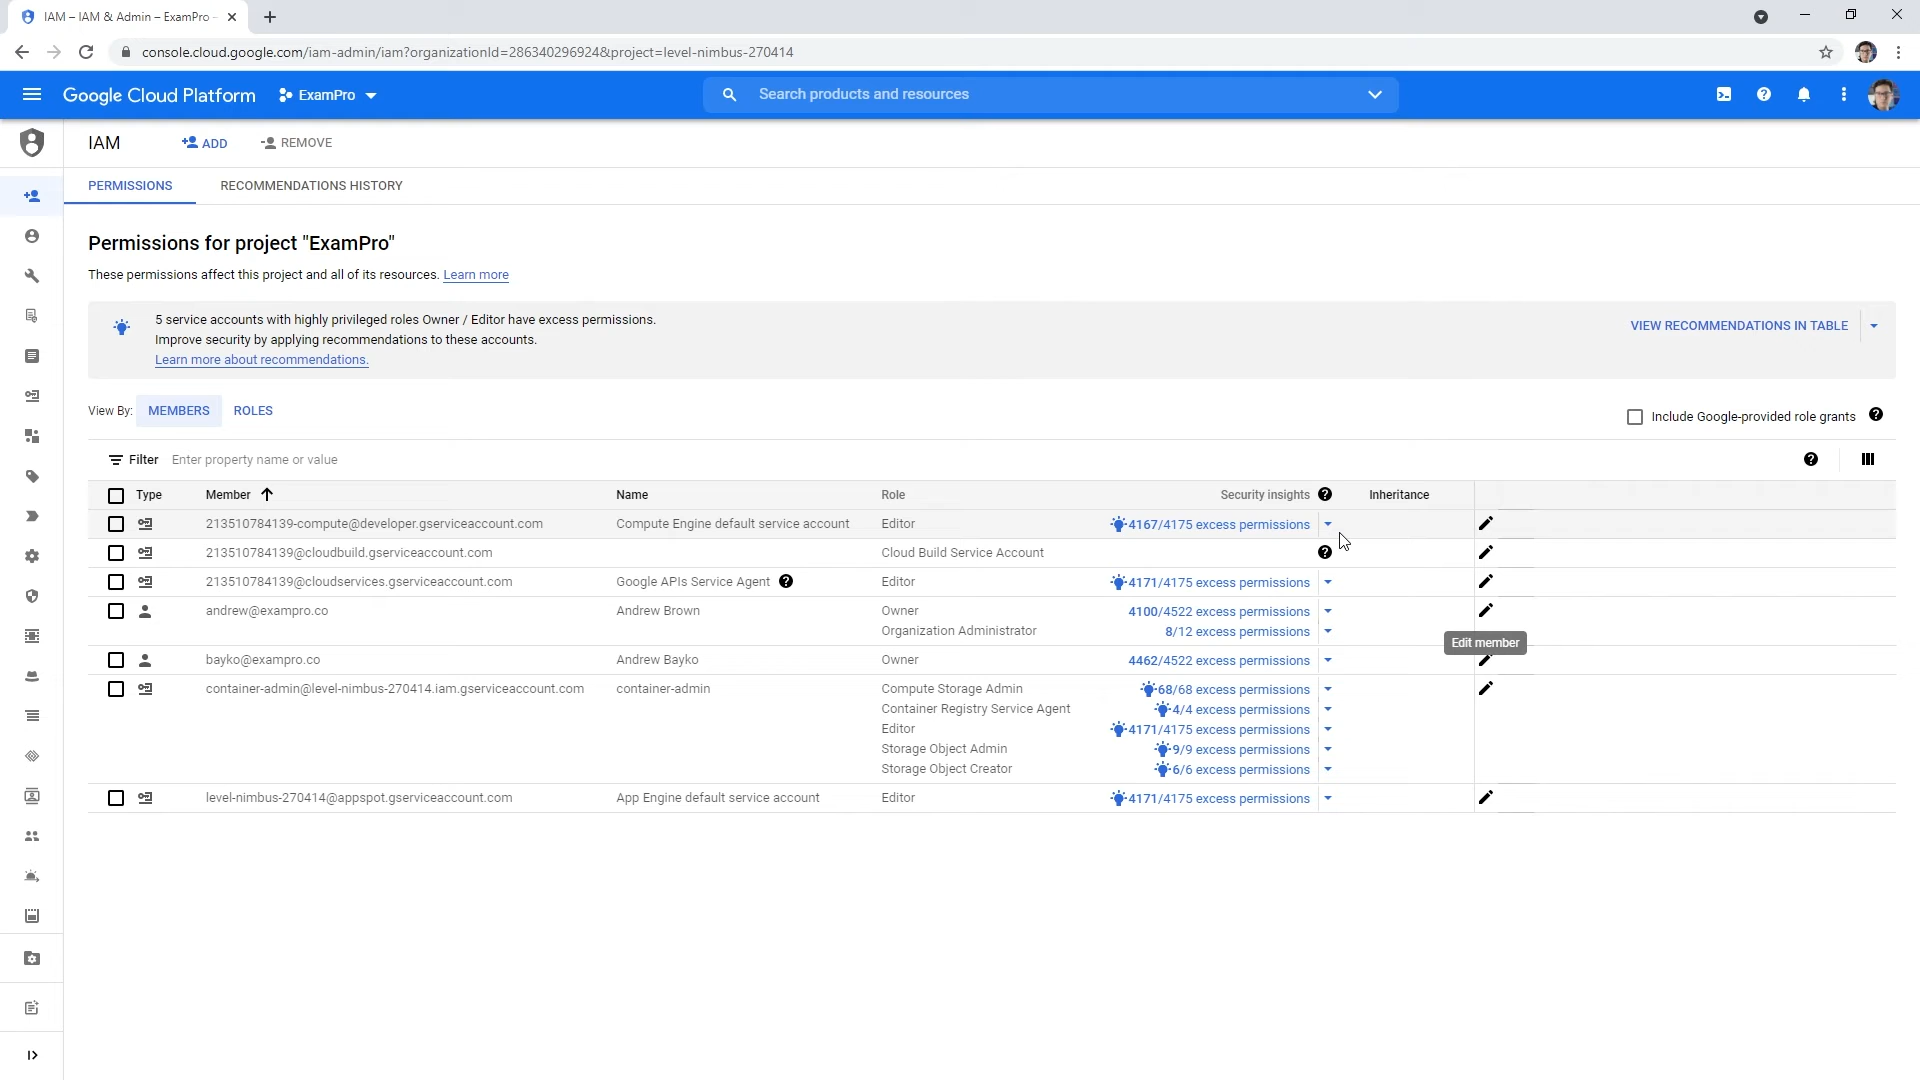 IAM – IAM & Admin – ExamPro
console.cloud.google.com/iam-admin/iam?organizationId=286340296924&project=level-nimbus-270414
Google Cloud Platform ExamPro Search products and resources
IAM ADD REMOVE
PERMISSIONS RECOMMENDATIONS HISTORY
Permissions for project "ExamPro"
These permissions affect this project and all of its resources. Learn more
5 service accounts with highly privileged roles Owner / Editor have excess permissions.
Improve security by applying recommendations to these accounts.
Learn more about recommendations.
VIEW RECOMMENDATIONS IN TABLE
View By: MEMBERS ROLES Include Google-provided role grants
Filter Enter property name or value
Type Member Name Role Security insights Inheritance
213510784139-compute@developer.gserviceaccount.com Compute Engine default service account Editor 4167/4175 excess permissions
213510784139@cloudbuild.gserviceaccount.com Cloud Build Service Account
213510784139@cloudservices.gserviceaccount.com Google APIs Service Agent Editor 4171/4175 excess permissions
andrew@exampro.co Andrew Brown Owner 4100/4522 excess permissions
Organization Administrator 8/12 excess permissions
Edit member
bayko@exampro.co Andrew Bayko Owner 4462/4522 excess permissions
container-admin@level-nimbus-270414.iam.gserviceaccount.com container-admin Compute Storage Admin 68/68 excess permissions
Container Registry Service Agent 4/4 excess permissions
Editor 4171/4175 excess permissions
Storage Object Admin 9/9 excess permissions
Storage Object Creator 6/6 excess permissions
level-nimbus-270414@appspot.gserviceaccount.com App Engine default service account Editor 4171/4175 excess permissions